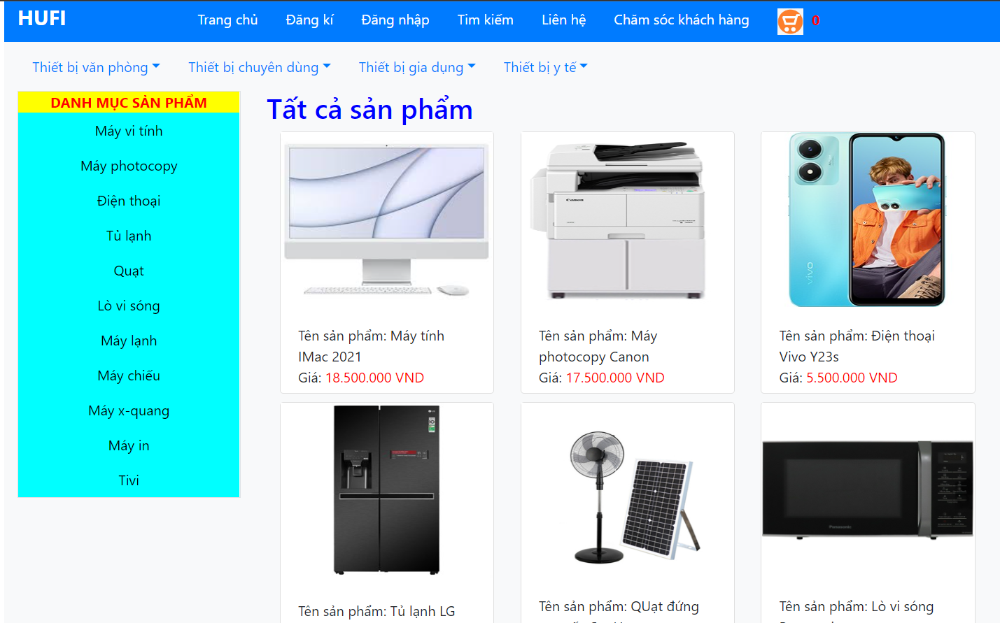 HUFI
Trang chủ
Đăng kí
Đăng nhập
Tim kiếm
Liên hệ
Chăm sóc khách hàng
0
Thiết bị văn phòng
Thiết bị chuyên dùng
Thiết bị gia dụng
Thiết bị y tế
DANH MỤC SẢN PHẨM
Máy vi tính
Máy photocopy
Điện thoại
Tủ lạnh
Quạt
Lò vi sóng
Máy lạnh
Máy chiếu
Máy x-quang
Máy in
Tivi
Tất cả sản phẩm
Canon
vivo
Tên sản phẩm: Máy tính
IMac 2021
Giá: 18.500.000 VND
Tên sản phẩm: Máy
photocopy Canon
Giá: 17.500.000 VND
Tên sản phẩm: Điện thoại
Vivo Y23s
Giá: 5.500.000 VND
LG
Panasonic
Tên sản phẩm: Tủ lạnh LG
Tên sản phẩm: QUạt đứng
Tên sản phẩm: Lò vi sóng